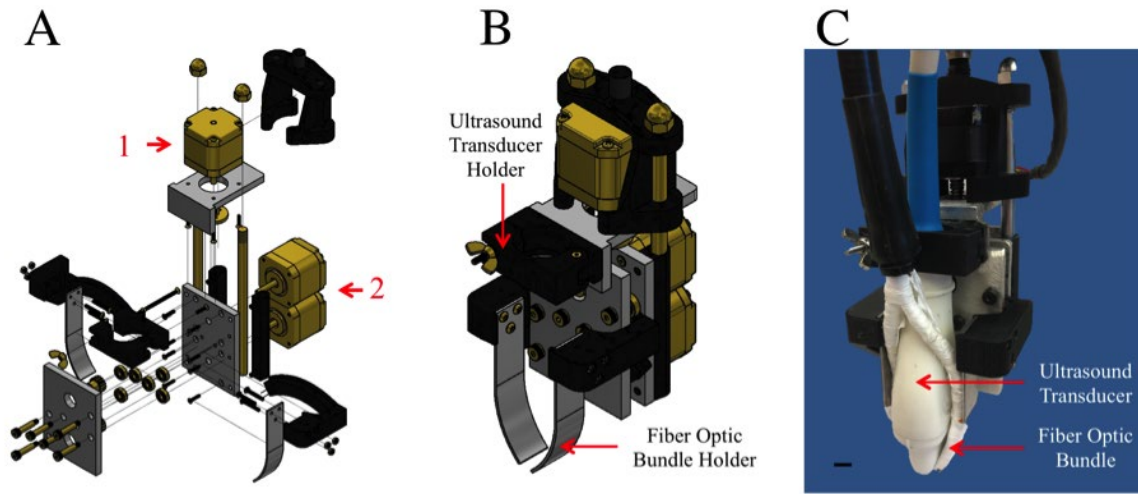 A
B
C
1
2
Ultrasound
Transducer
Holder
Fiber Optic
Bundle Holder
Ultrasound
Transducer
Fiber Optic
Bundle